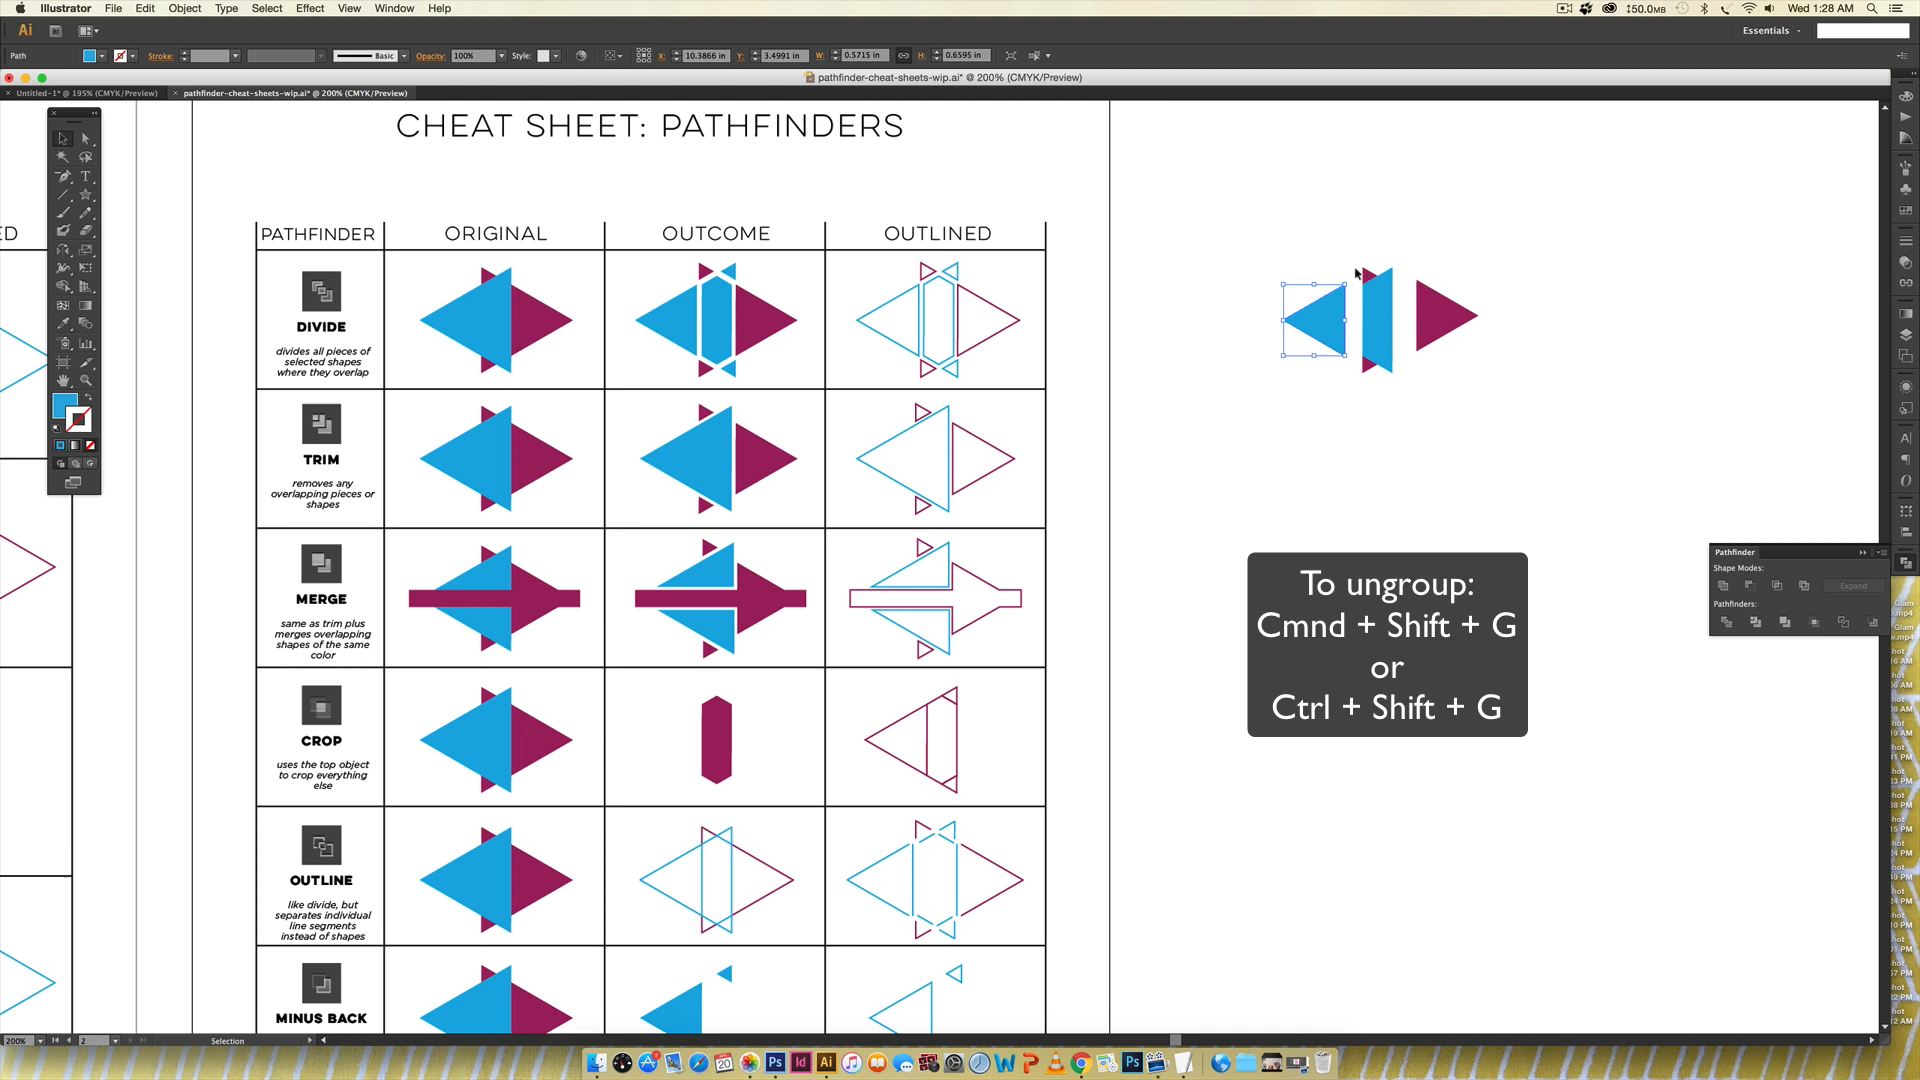 Illustrator File Edit Object Type Select Effect View Window Help
50.0MB Wed 1:28 AM
Ai Essentials
Path Stroke: Basic Opacity: 100% Style: X: 10.3866 in Y: 3.4991 in W: 0.5715 in H: 0.6595 in
pathfinder-cheat-sheets-wip.ai* @ 200% (CMYK/Preview)
Untitled-1* @ 195% (CMYK/Preview) pathfinder-cheat-sheets-wip.ai* @ 200% (CMYK/Preview)
CHEAT SHEET: PATHFINDERS
ED PATHFINDER ORIGINAL OUTCOME OUTLINED
DIVIDE
divides all pieces of
selected shapes
where they overlap
TRIM
removes any
overlapping pieces or
shapes
MERGE
same as trim plus
merges overlapping
shapes of the same
color
CROP
uses the top object
to crop everything
else
OUTLINE
like divide, but
separates individual
line segments
instead of shapes
MINUS BACK
To ungroup:
Cmnd + Shift + G
or
Ctrl + Shift + G
Pathfinder
Shape Modes:
Expand
Pathfinders:
200% 2 Selection